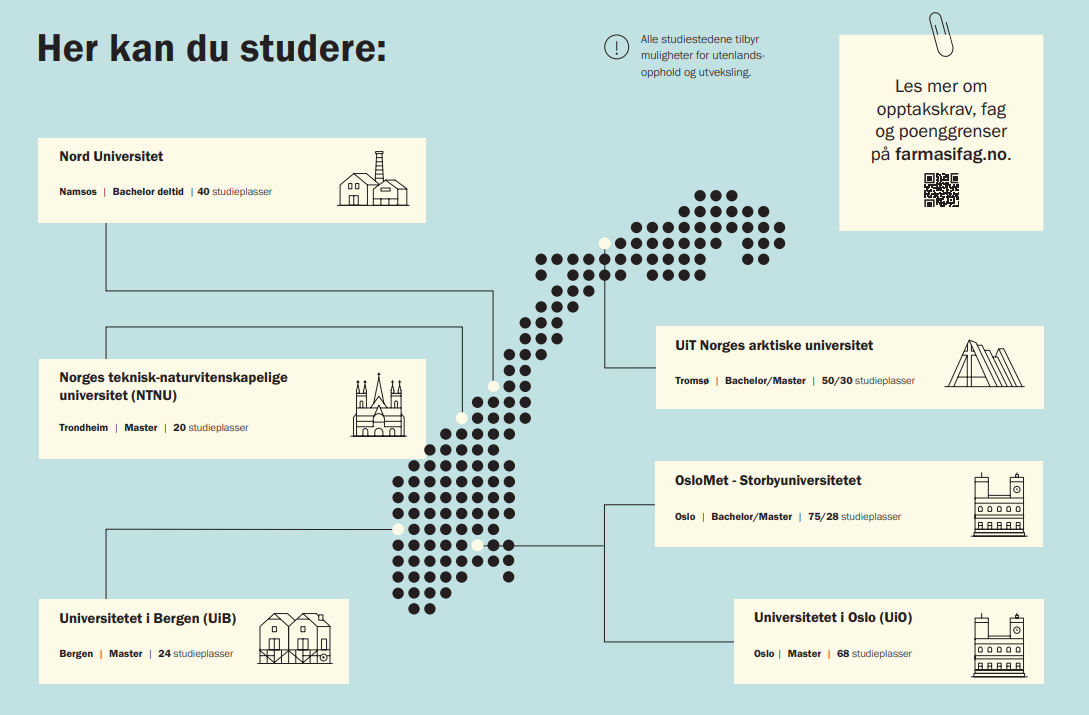 Her kan du studere:
Alle studiestedene tilbyr
muligheter for utenlands-
opphold og utveksling.
Les mer om
opptakskrav, fag
og poenggrenser
på farmasifag.no.
Nord Universitet
Namsos | Bachelor deltid | 40 studieplasser
Norges teknisk-naturvitenskapelige
universitet (NTNU)
Trondheim | Master | 20 studieplasser
UiT Norges arktiske universitet
Tromsø | Bachelor/Master | 50/30 studieplasser
OsloMet - Storbyuniversitetet
Oslo | Bachelor/Master | 75/28 studieplasser
Universitetet i Bergen (UiB)
Bergen | Master | 24 studieplasser
Universitetet i Oslo (UiO)
Oslo | Master | 68 studieplasser